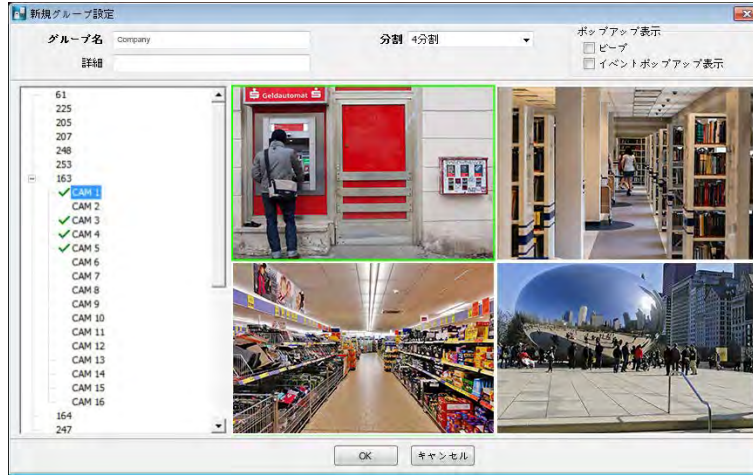 新規グループ設定
グループ名 Company 分割 4分割 ポップアップ表示
ビープ
詳細 イベントポップアップ表示
61
225
205
207
248
253
163
CAM 1
CAM 2
CAM 3
CAM 4
CAM 5
CAM 6
CAM 7
CAM 8
CAM 9
CAM 10
CAM 11
CAM 12
CAM 13
CAM 14
CAM 15
CAM 16
164
247
Geldautomat
OK キャンセル